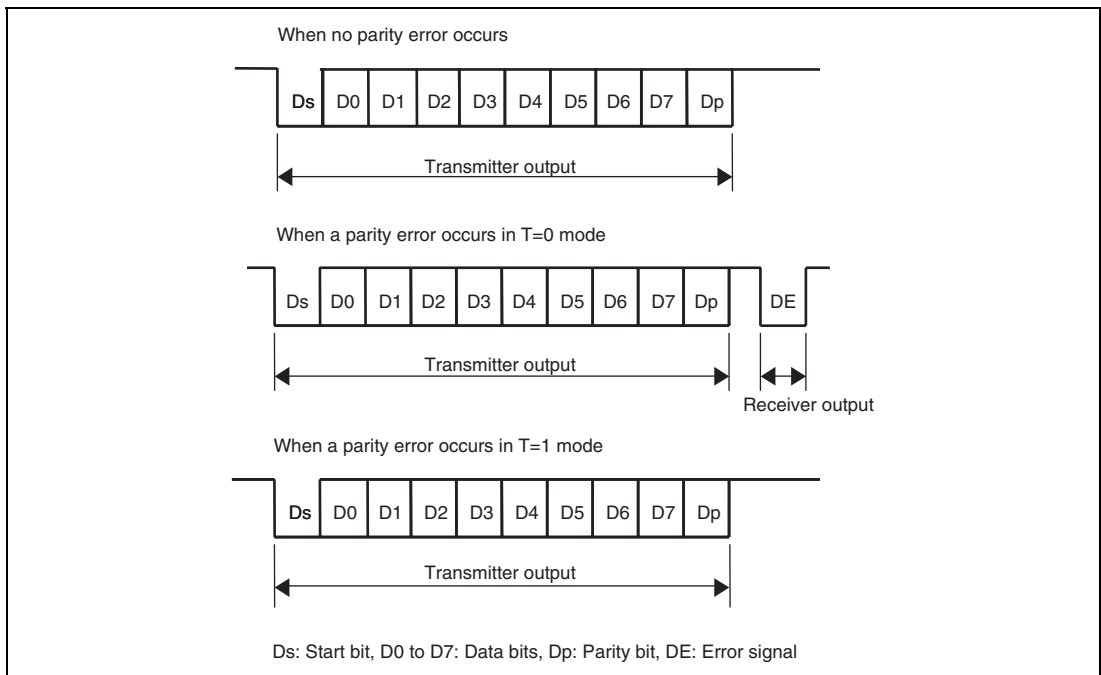 When no parity error occurs
Ds D0 D1 D2 D3 D4 D5 D6 D7 Dp
Transmitter output
When a parity error occurs in T=0 mode
Ds D0 D1 D2 D3 D4 D5 D6 D7 Dp DE
Transmitter output
Receiver output
When a parity error occurs in T=1 mode
Ds D0 D1 D2 D3 D4 D5 D6 D7 Dp
Transmitter output
Ds: Start bit, D0 to D7: Data bits, Dp: Parity bit, DE: Error signal